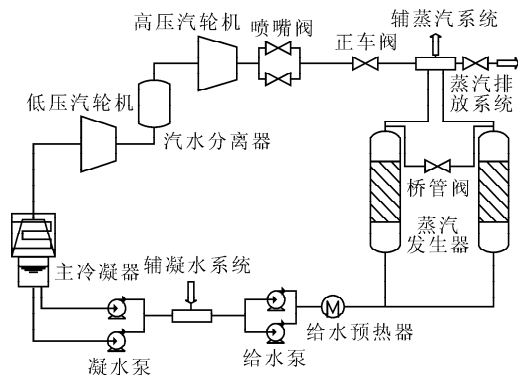 高压汽轮机
喷嘴阀
正车阀
辅蒸汽系统
蒸汽排
放系统
低压汽轮机
汽水分离器
桥管阀
蒸汽
发生器
主冷凝器
辅凝水系统
M
给水预热器
凝水泵
给水泵